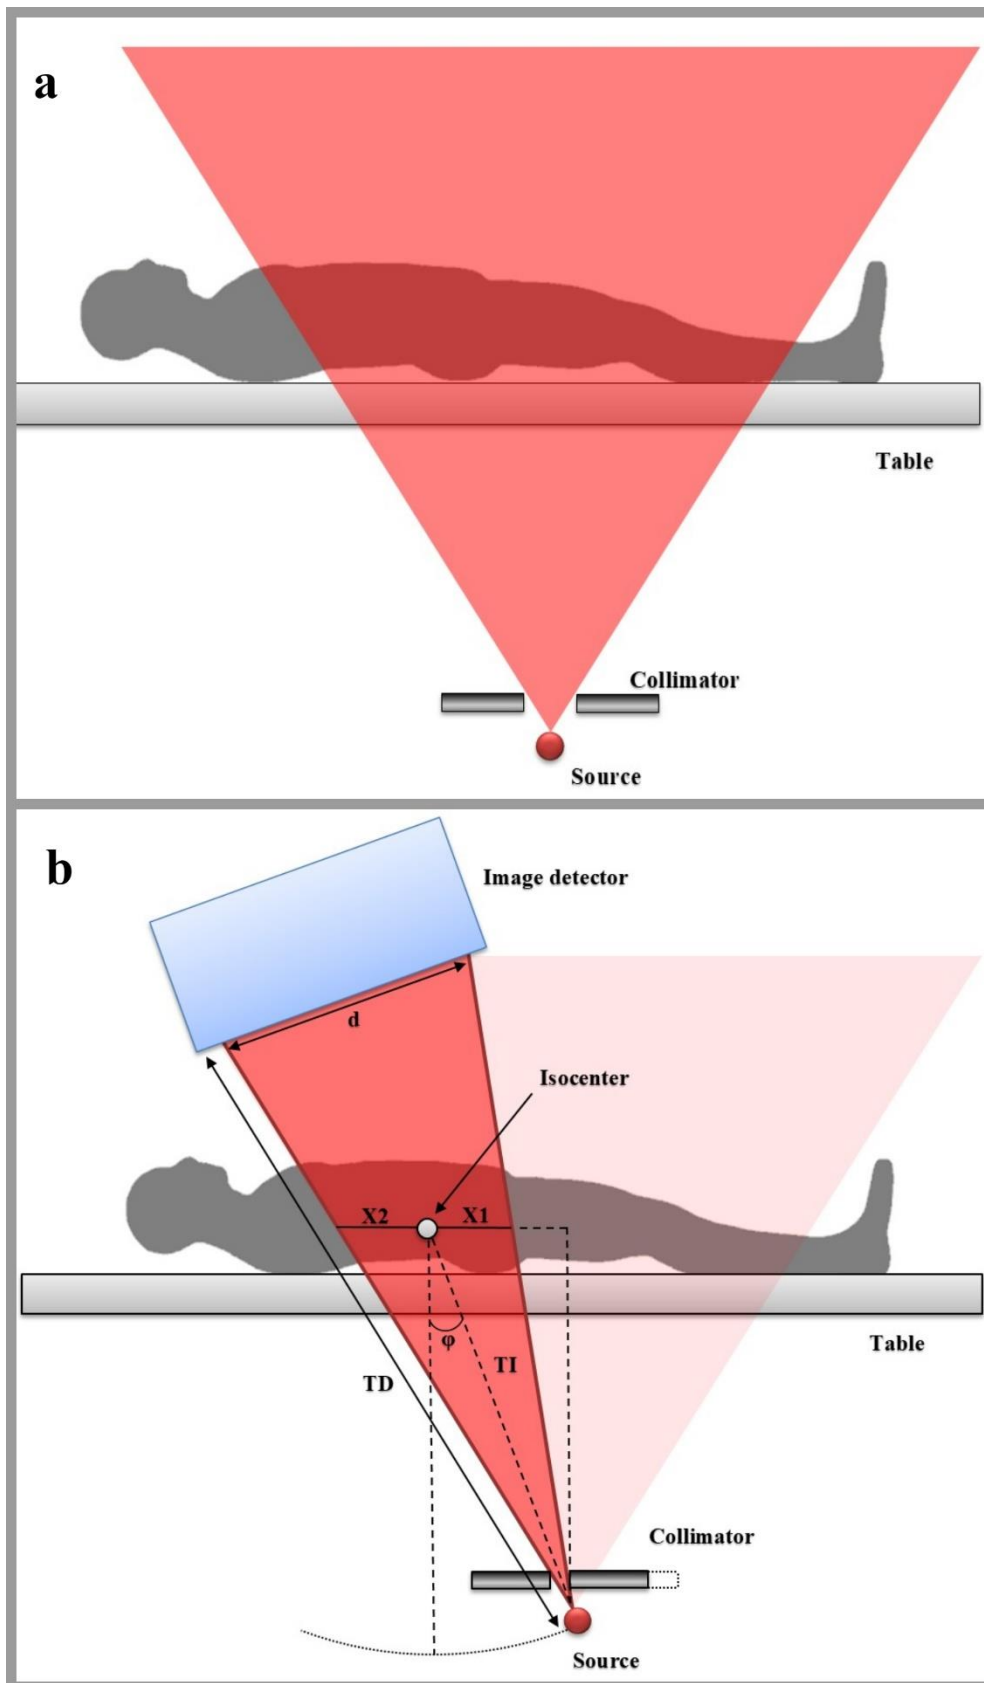 a
Table
Collimator
Source
b
Image detector
d
Isocenter
X2 X1
φ
TI
Table
TD
Collimator
Source